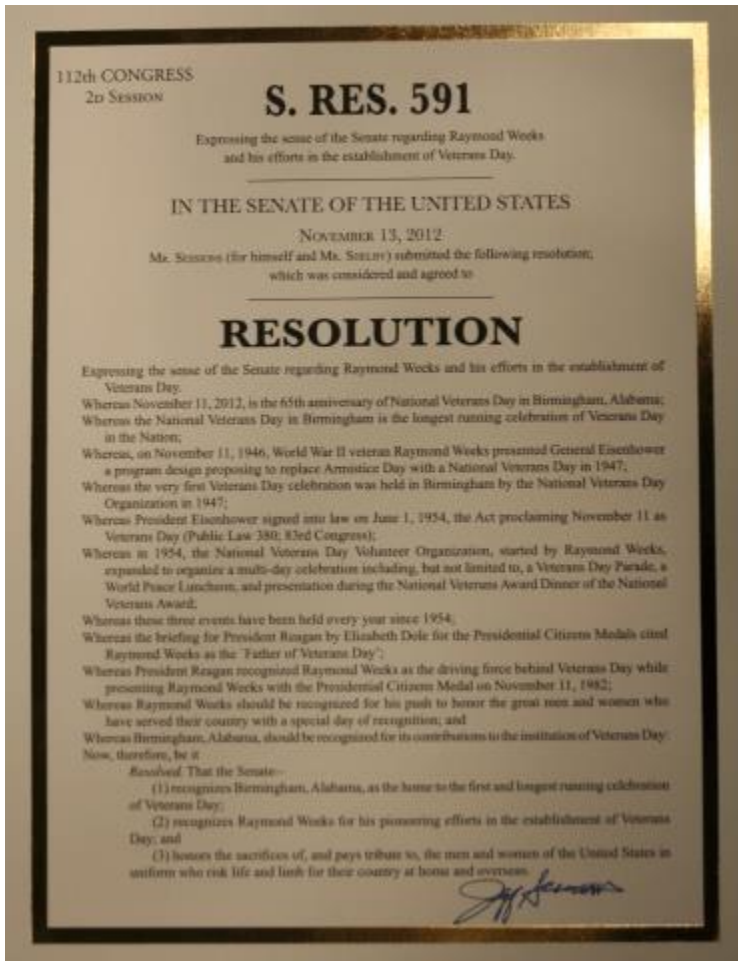 112th CONGRESS
2D SESSION
S. RES. 591
Expressing the sense of the Senate regarding Raymond Weeks
and his efforts in the establishment of Veterans Day.
IN THE SENATE OF THE UNITED STATES
NOVEMBER 13, 2012
MR. SESSIONS (for himself and MR. SHELBY) submitted the following resolution;
which was considered and agreed to
RESOLUTION
Expressing the sense of the Senate regarding Raymond Weeks and his efforts in the establishment of
Veterans Day.
Whereas November 11, 2012, is the 65th anniversary of National Veterans Day in Birmingham, Alabama;
Whereas the National Veterans Day in Birmingham is the longest running celebration of Veterans Day
in the Nation;
Whereas, on November 11, 1946, World War II veteran Raymond Weeks presented General Eisenhower
a program design proposing to replace Armistice Day with a National Veterans Day in 1947;
Whereas the very first Veterans Day celebration was held in Birmingham by the National Veterans Day
Organization in 1947;
Whereas President Eisenhower signed into law on June 1, 1954, the Act proclaiming November 11 as
Veterans Day (Public Law 380; 83rd Congress);
Whereas in 1954, the National Veterans Day Volunteer Organization, started by Raymond Weeks,
expanded to organize a multi-day celebration including, but not limited to, a Veterans Day Parade, a
World Peace Luncheon, and presentation during the National Veterans Award Dinner of the National
Veterans Award;
Whereas these three events have been held every year since 1954;
Whereas the briefing for President Reagan by Elizabeth Dole for the Presidential Citizens Medals cited
Raymond Weeks as the 'Father of Veterans Day';
Whereas President Reagan recognized Raymond Weeks as the driving force behind Veterans Day while
presenting Raymond Weeks with the Presidential Citizens Medal on November 11, 1982;
Whereas Raymond Weeks should be recognized for his push to honor the great men and women who
have served their country with a special day of recognition; and
Whereas Birmingham, Alabama, should be recognized for its contributions to the institution of Veterans Day:
Now, therefore, be it
Resolved, That the Senate--
(1) recognizes Birmingham, Alabama, as the home to the first and longest running celebration
of Veterans Day;
(2) recognizes Raymond Weeks for his pioneering efforts in the establishment of Veterans
Day; and
(3) honors the sacrifices of, and pays tribute to, the men and women of the United States in
uniform who risk life and limb for their country at home and overseas.
Jeff Sessions